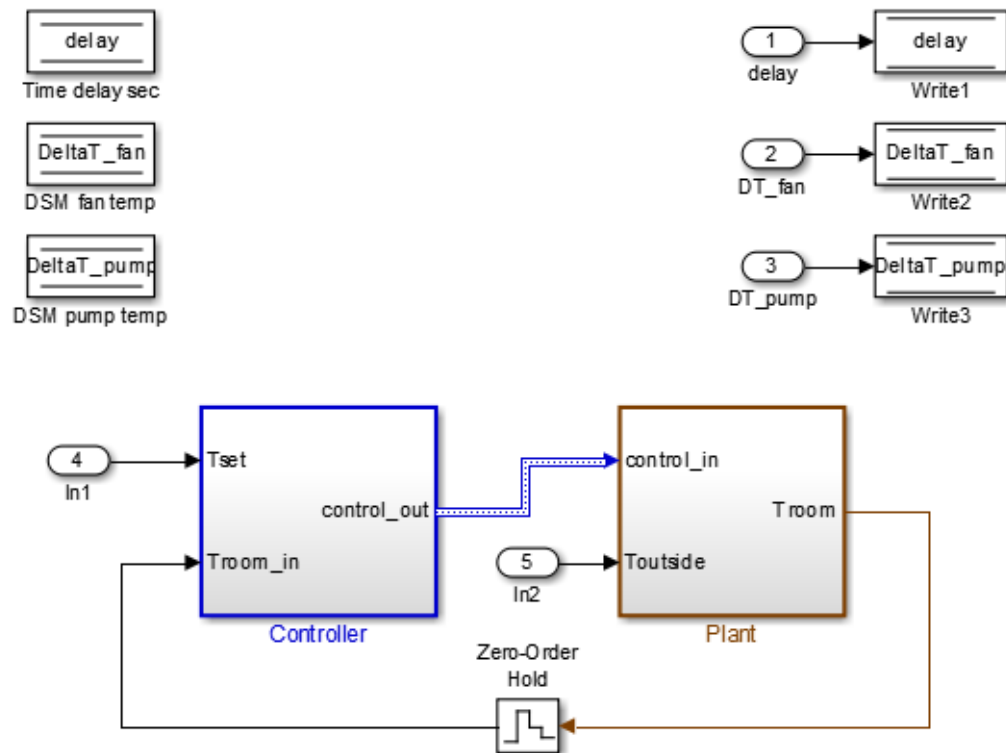 delay
Time delay sec
1
delay
delay
Write1
DeltaT_fan
DSM fan temp
2
DT_fan
DeltaT_fan
Write2
DeltaT_pump
DSM pump temp
3
DT_pump
DeltaT_pump
Write3
4
In1
Tset
Troom_in
control_out
Controller
5
In2
control_in
Toutside
Troom
Plant
Zero-Order
Hold